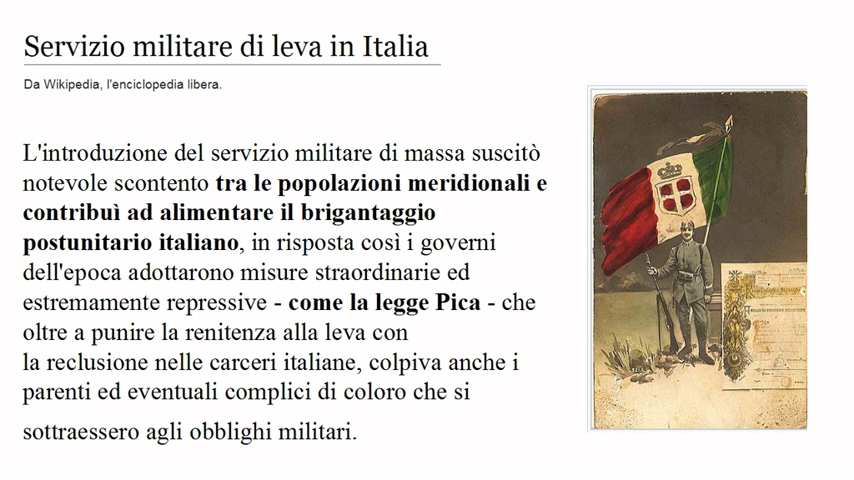 Servizio militare di leva in Italia
Da Wikipedia, l'enciclopedia libera.
L'introduzione del servizio militare di massa suscitò
notevole scontento tra le popolazioni meridionali e
contribuì ad alimentare il brigantaggio
postunitario italiano, in risposta così i governi
dell'epoca adottarono misure straordinarie ed
estremamente repressive - come la legge Pica - che
oltre a punire la renitenza alla leva con
la reclusione nelle carceri italiane, colpiva anche i
parenti ed eventuali complici di coloro che si
sottraessero agli obblighi militari.